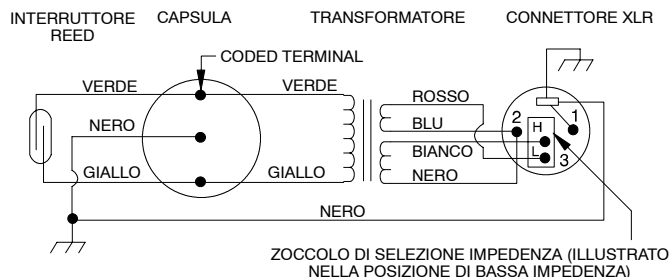 INTERRUTTORE
REED
CAPSULA
TRANSFORMATORE
CONNETTORE XLR
CODED TERMINAL
VERDE
VERDE
ROSSO
NERO
BLU
2
H
1
BIANCO
L
3
GIALLO
GIALLO
NERO
NERO
ZOCCOLO DI SELEZIONE IMPEDENZA (ILLUSTRATO
NELLA POSIZIONE DI BASSA IMPEDENZA)